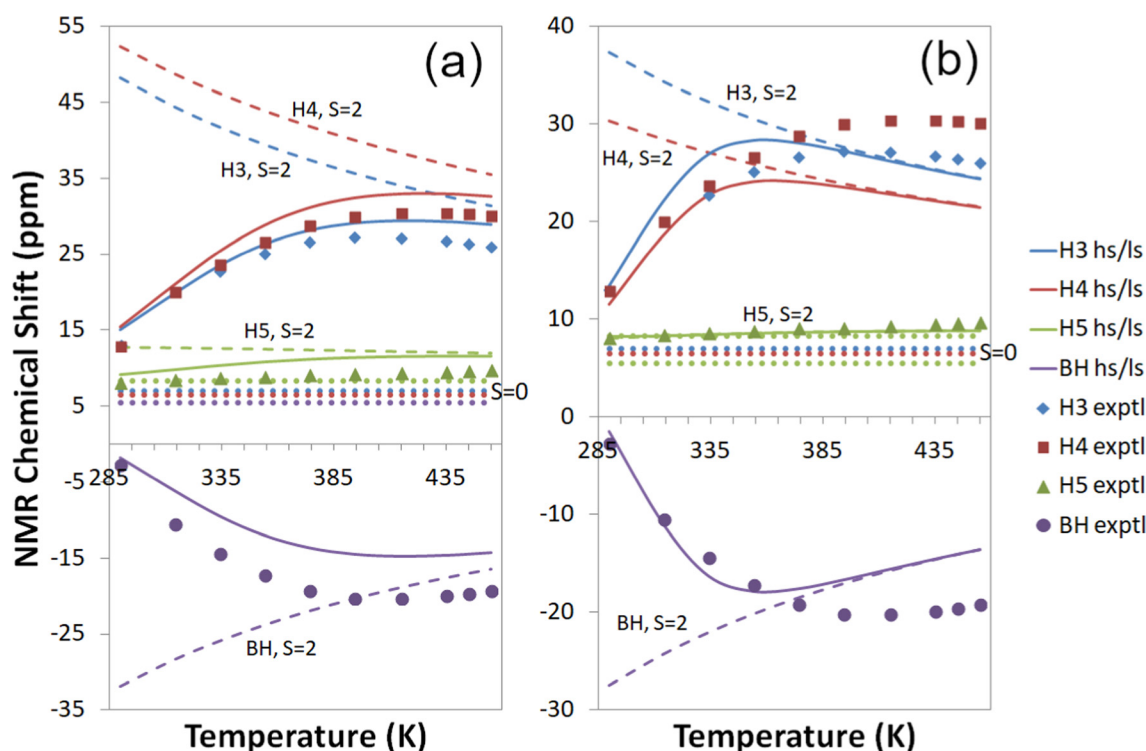 NMR Chemical Shift (ppm)
55
45
35
25
15
5
-5
-15
-25
-35
(a)
H4, S=2
H3, S=2
H5, S=2
S=0
285
335
385
435
BH, S=2
Temperature (K)
40
30
20
10
0
-10
-20
-30
(b)
H3, S=2
H4, S=2
H5, S=2
S=0
285
335
385
435
BH, S=2
Temperature (K)
H3 hs/ls
H4 hs/ls
H5 hs/ls
BH hs/ls
H3 exptl
H4 exptl
H5 exptl
BH exptl